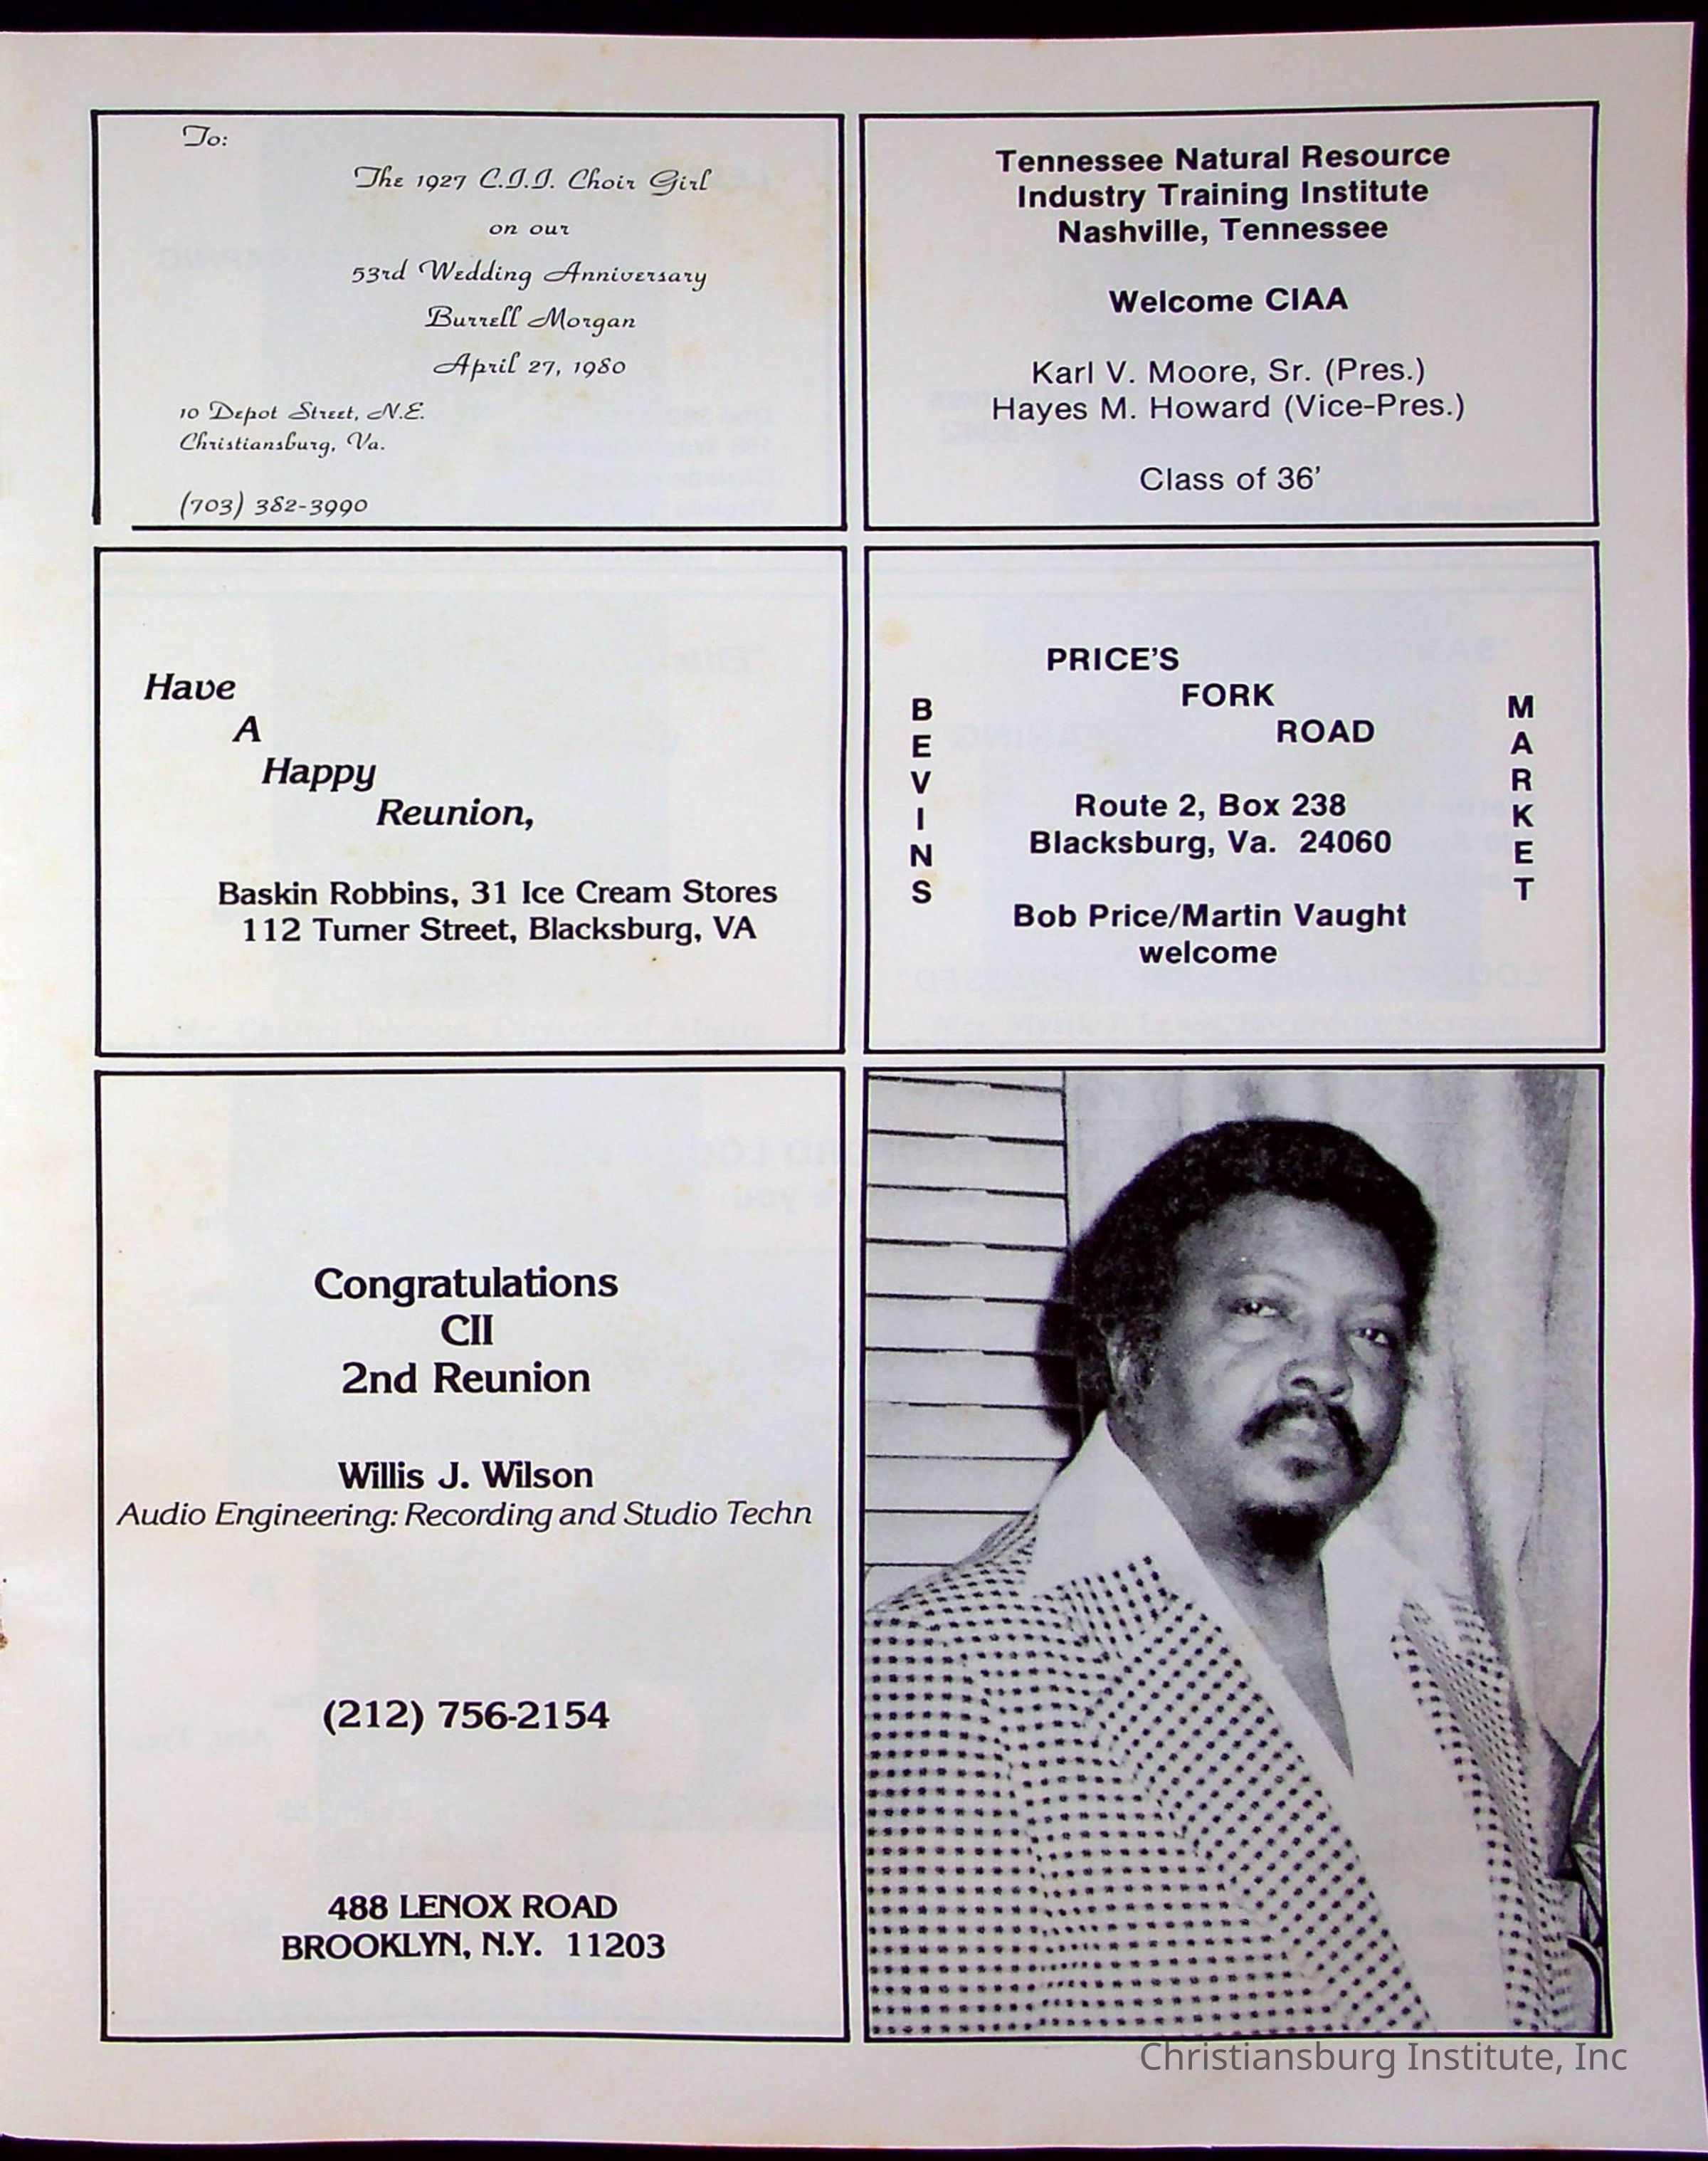 To:
The 1927 C.I.I. Choir Girl
on our
53rd Wedding Anniversary
Burrell Morgan
April 27, 1980
10 Depot Street, N.E.
Christiansburg, Va.
(703) 382-3990
Tennessee Natural Resource
Industry Training Institute
Nashville, Tennessee
Welcome CIAA
Karl V. Moore, Sr. (Pres.)
Hayes M. Howard (Vice-Pres.)
Class of 36'
Have
A
Happy
Reunion,
Baskin Robbins, 31 Ice Cream Stores
112 Turner Street, Blacksburg, VA
BEVINS
PRICE'S
FORK
ROAD
Route 2, Box 238
Blacksburg, Va. 24060
Bob Price/Martin Vaught
welcome
MARKET
Congratulations
CII
2nd Reunion
Willis J. Wilson
Audio Engineering: Recording and Studio Techn
(212) 756-2154
488 LENOX ROAD
BROOKLYN, N.Y. 11203
Christiansburg Institute, Inc